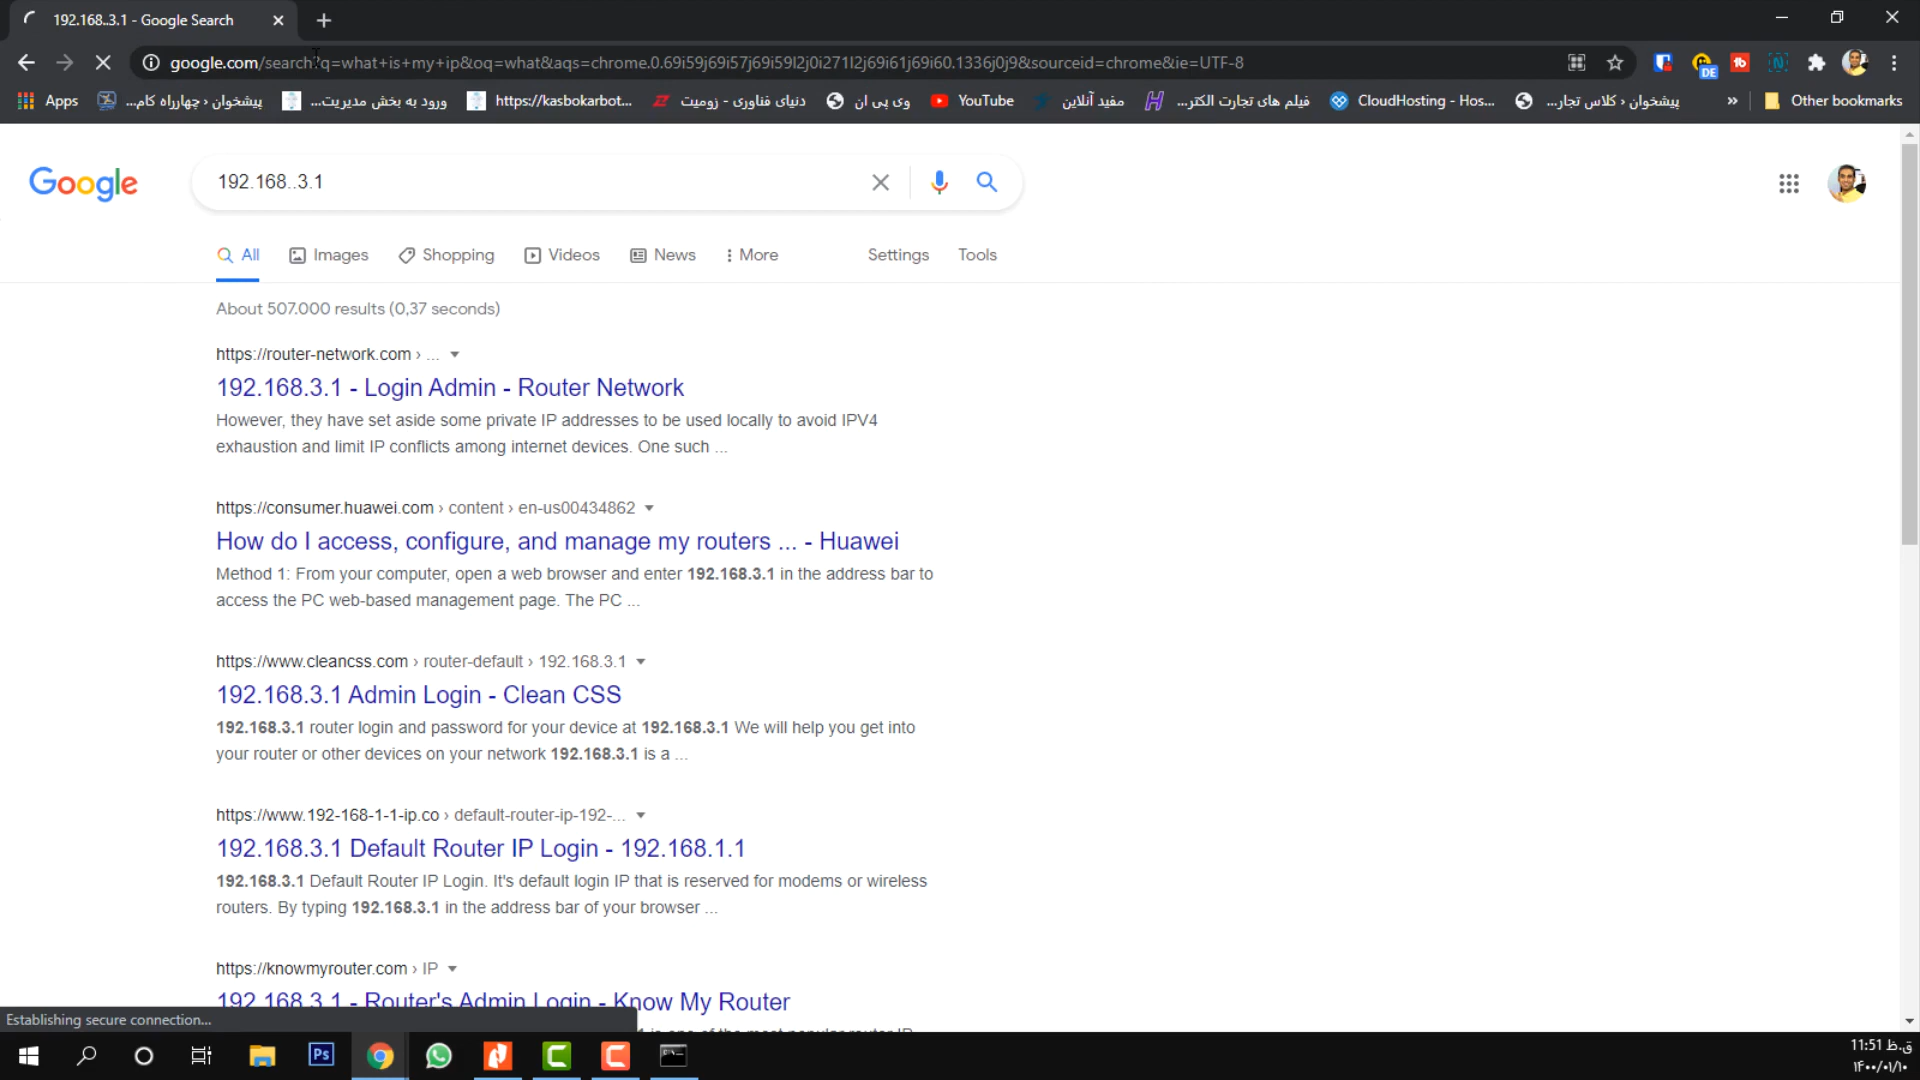 192.168..3.1 - Google Search
google.com/search?q=what+is+my+ip&oq=what&aqs=chrome.0.69i59j69i57j69i59l2j0i271l2j69i61j69i60.1336j0j9&sourceid=chrome&ie=UTF-8
DE
Apps
پیشخوان ‹ چهارراه کام...
ورود به بخش مدیریت...
https://kasbokarbot...
دنیای فناوری - زومیت
وی پی ان
YouTube
مفید آنلاین
فیلم های تجارت الکتر...
CloudHosting - Hos...
پیشخوان ‹ کلاس تجار...
»
Other bookmarks
Google
192.168..3.1
All
Images
Shopping
Videos
News
More
Settings
Tools
About 507.000 results (0,37 seconds)
https://router-network.com › ...
192.168.3.1 - Login Admin - Router Network
However, they have set aside some private IP addresses to be used locally to avoid IPV4
exhaustion and limit IP conflicts among internet devices. One such ...
https://consumer.huawei.com › content › en-us00434862
How do I access, configure, and manage my routers ... - Huawei
Method 1: From your computer, open a web browser and enter 192.168.3.1 in the address bar to
access the PC web-based management page. The PC ...
https://www.cleancss.com › router-default › 192.168.3.1
192.168.3.1 Admin Login - Clean CSS
192.168.3.1 router login and password for your device at 192.168.3.1 We will help you get into
your router or other devices on your network 192.168.3.1 is a ...
https://www.192-168-1-1-ip.co › default-router-ip-192-...
192.168.3.1 Default Router IP Login - 192.168.1.1
192.168.3.1 Default Router IP Login. It's default login IP that is reserved for modems or wireless
routers. By typing 192.168.3.1 in the address bar of your browser ...
https://knowmyrouter.com › IP
192.168.3.1 - Router's Admin Login - Know My Router
Establishing secure connection...
Ps
11:51 ق.ظ
۱۴۰۰/۰۱/۱۰